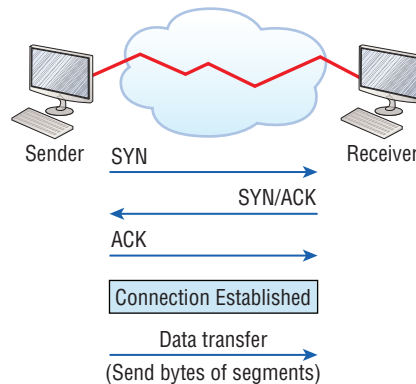 Sender
Receiver
SYN
SYN/ACK
ACK
Connection Established
Data transfer
(Send bytes of segments)